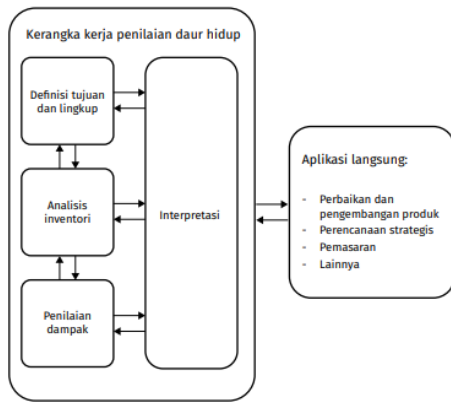 Kerangka kerja penilaian daur hidup
Definisi tujuan
dan lingkup
Analisis
inventori
Penilaian
dampak
Interpretasi
Aplikasi langsung:
- Perbaikan dan
pengembangan produk
- Perencanaan strategis
- Pemasaran
- Lainnya